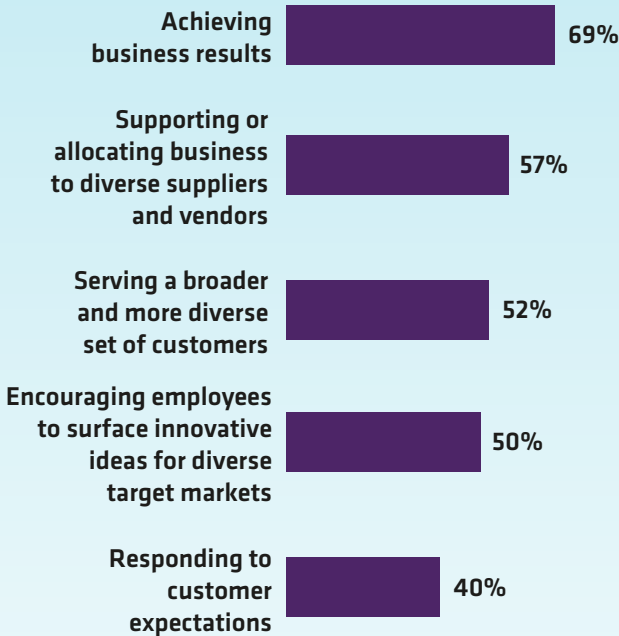 Achieving
business results
69%
Supporting or
allocating business
to diverse suppliers
and vendors
57%
Serving a broader
and more diverse
set of customers
52%
Encouraging employees
to surface innovative
ideas for diverse
target markets
50%
Responding to
customer
expectations
40%